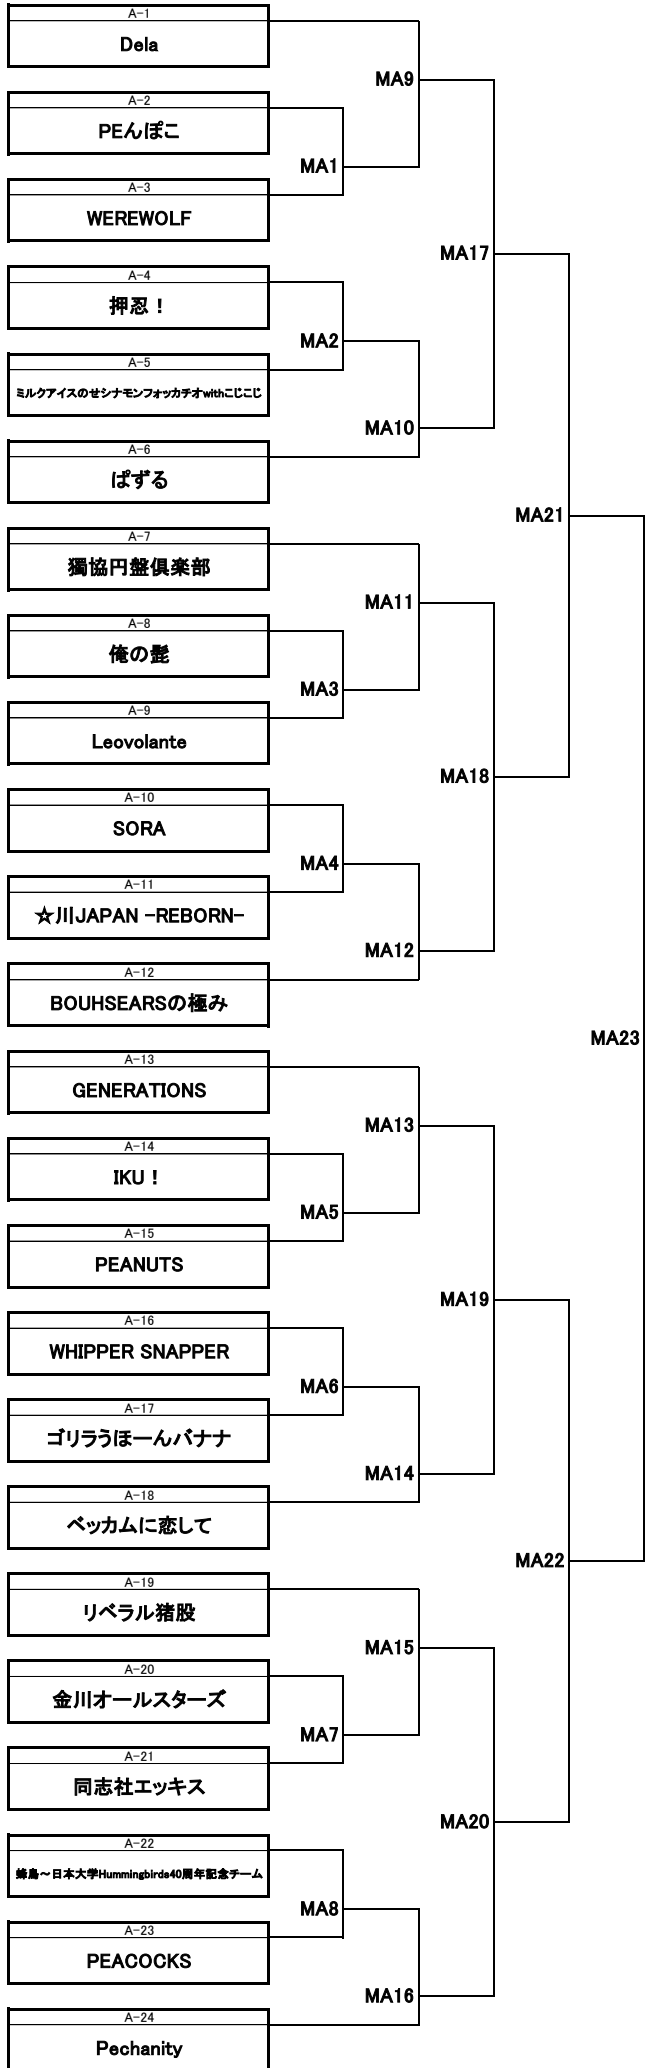 A-1
Dela
MA9
A-2
PEんぽこ
MA1
A-3
WEREWOLF
MA17
A-4
押忍！
MA2
A-5
ミルクアイスのせシナモンフォッカチオwithこじこじ
MA10
A-6
ぱずる
MA21
A-7
獨協円盤倶楽部
MA11
A-8
俺の髭
MA3
A-9
Leovolante
MA18
A-10
SORA
MA4
A-11
☆川JAPAN -REBORN-
MA12
A-12
BOUHSEARSの極み
MA23
A-13
GENERATIONS
MA13
A-14
IKU！
MA5
A-15
PEANUTS
MA19
A-16
WHIPPER SNAPPER
MA6
A-17
ゴリラうほーんバナナ
MA14
A-18
ベッカムに恋して
MA22
A-19
リベラル猪股
MA15
A-20
金川オールスターズ
MA7
A-21
同志社エッキス
MA20
A-22
蜂鳥～日本大学Hummingbirds40周年記念チーム
MA8
A-23
PEACOCKS
MA16
A-24
Pechanity